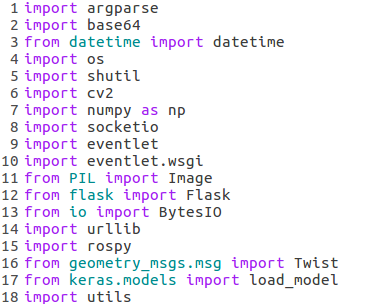 1 import argparse
2 import base64
3 from datetime import datetime
4 import os
5 import shutil
6 import cv2
7 import numpy as np
8 import socketio
9 import eventlet
10 import eventlet.wsgi
11 from PIL import Image
12 from flask import Flask
13 from io import BytesIO
14 import urllib
15 import rospy
16 from geometry_msgs.msg import Twist
17 from keras.models import load_model
18 import utils